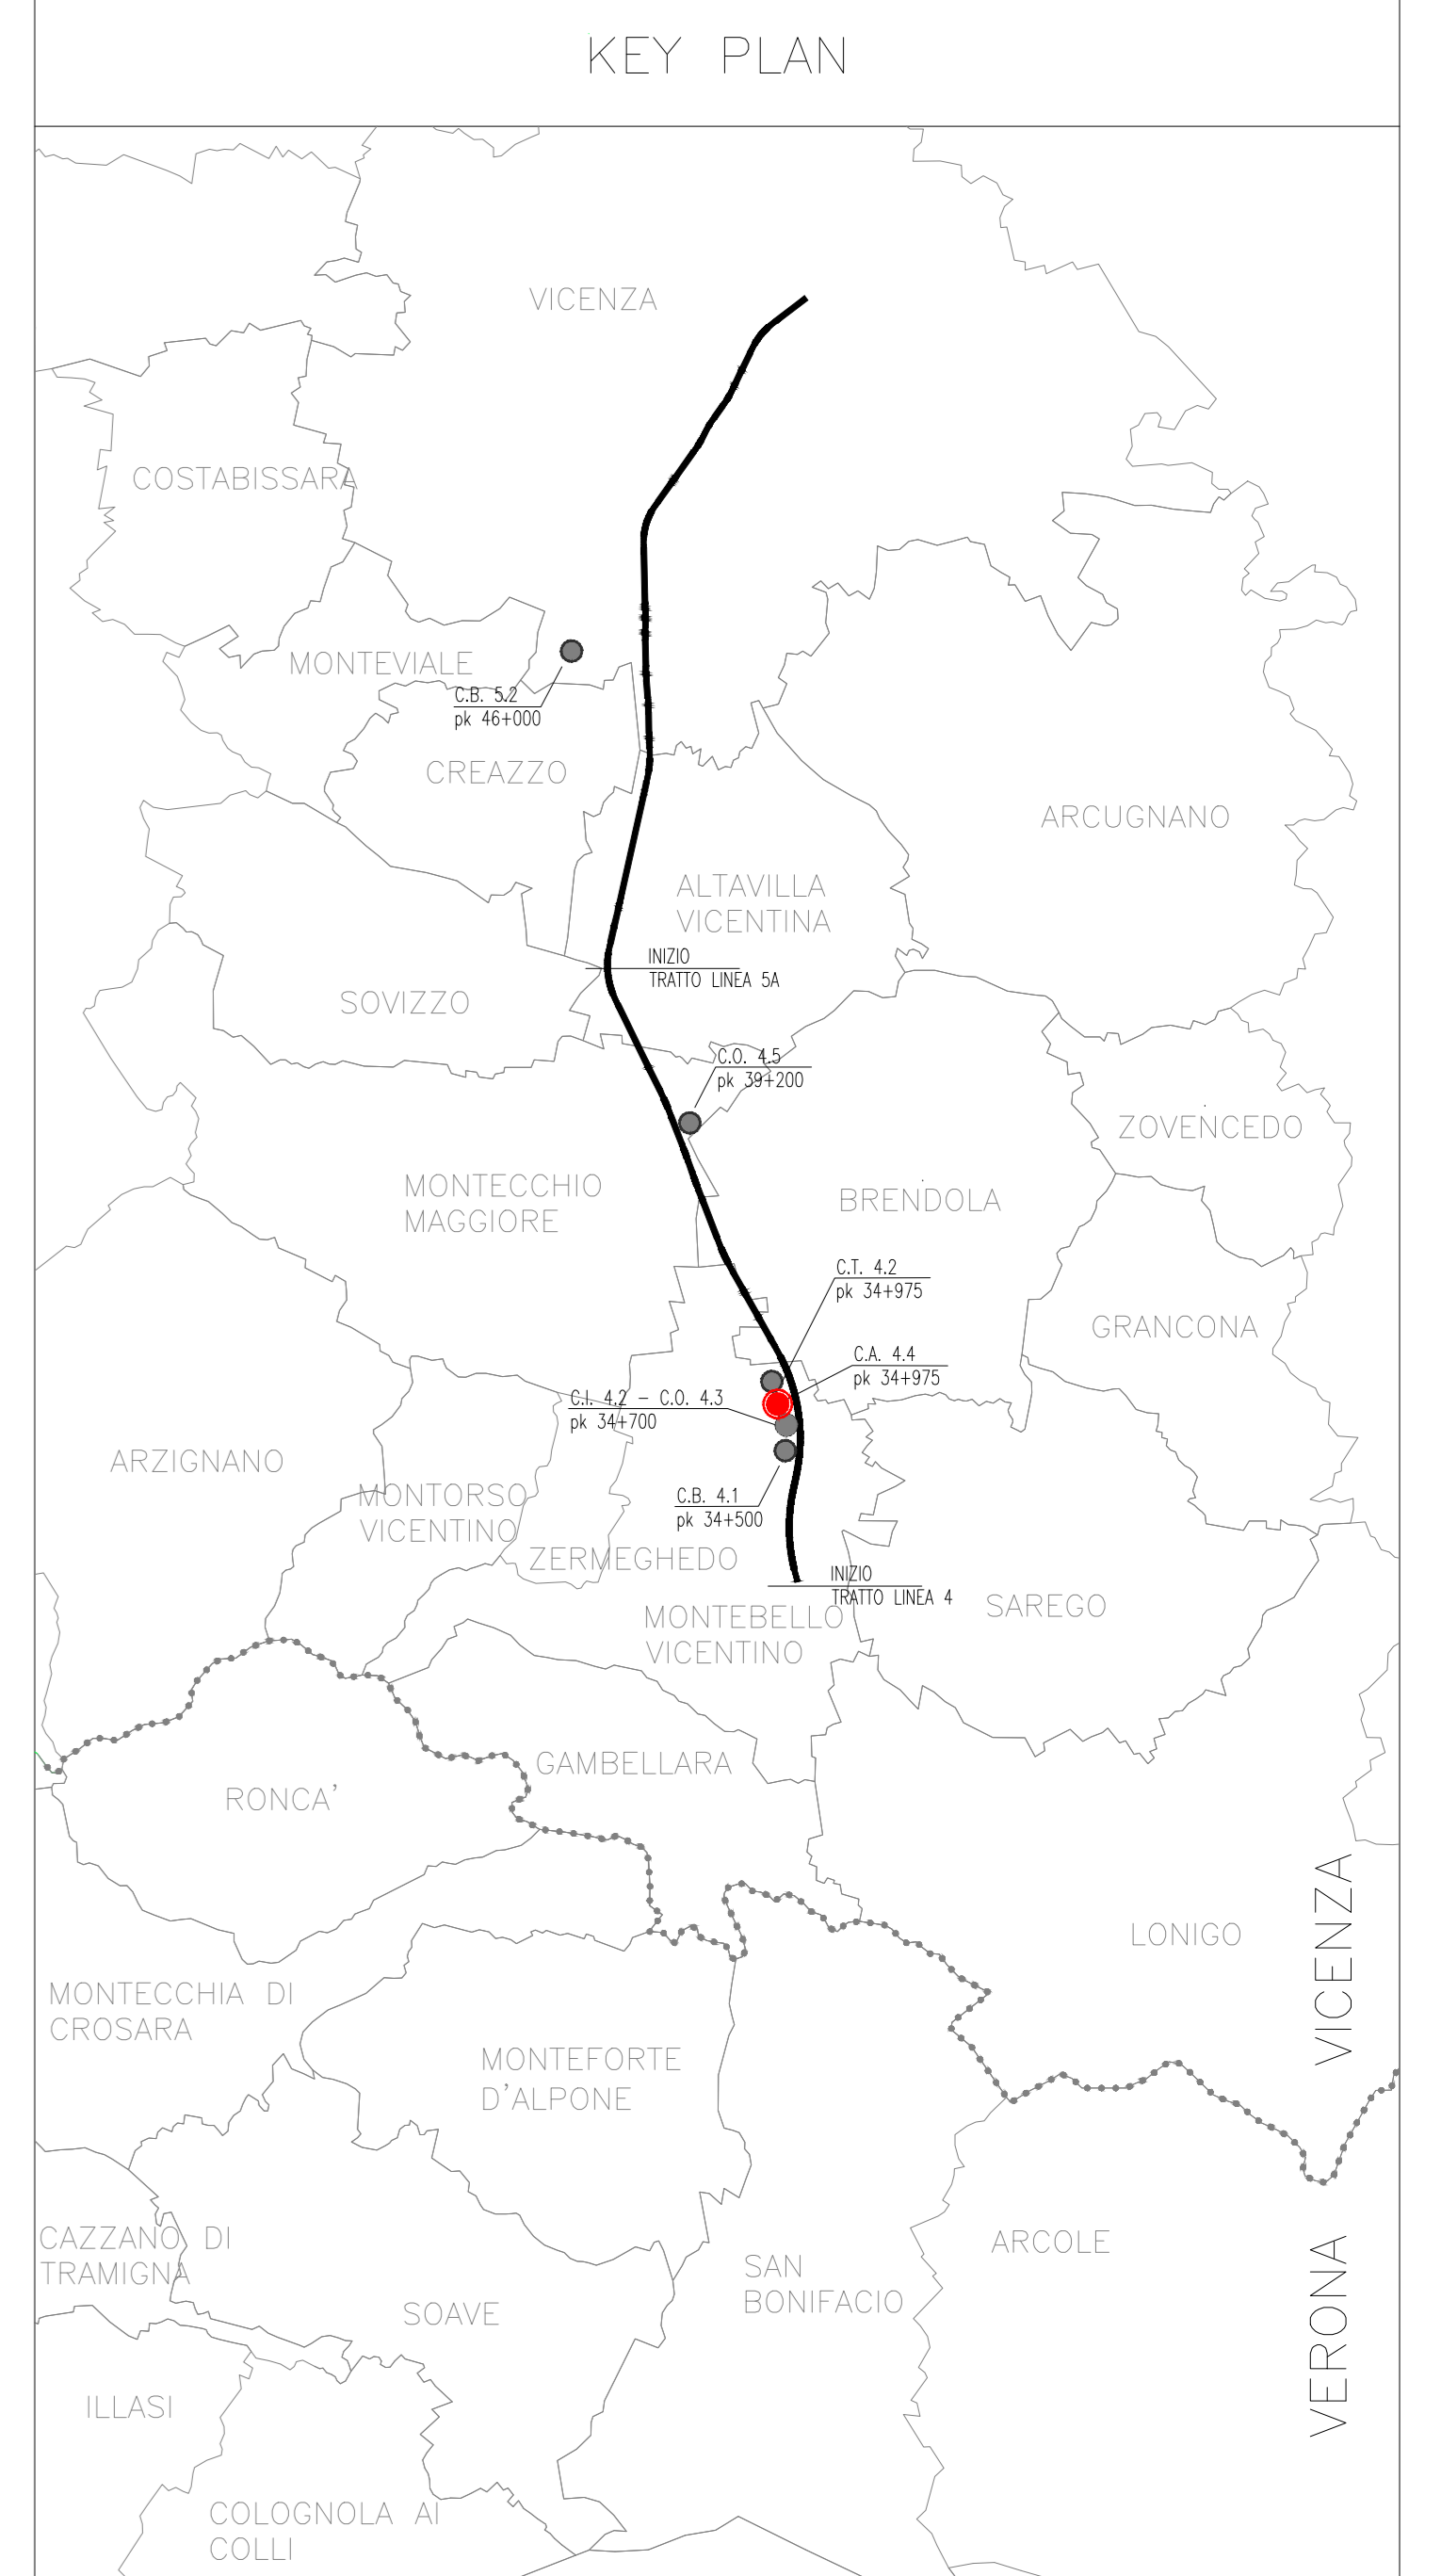 KEY PLAN
VICENZA
COSTABISSARA
MONTEVIALE
C.B. 5.2
pk 46+000
CREAZZO
ARCUGNANO
ALTAVILLA
VICENTINA
INIZIO
TRATTO LINEA 5A
SOVIZZO
C.O. 4.5
pk 39+200
ZOVENCEDO
MONTECCHIO
MAGGIORE
BRENDOLA
C.T. 4.2
pk 34+975
GRANCONA
C.A. 4.4
pk 34+975
C.I. 4.2 – C.O. 4.3
pk 34+700
ARZIGNANO
MONTORSO
VICENTINO
C.B. 4.1
pk 34+500
ZERMEGHEDO
INIZIO
TRATTO LINEA 4
SAREGO
MONTEBELLO
VICENTINO
GAMBELLARA
RONCA'
LONIGO
VICENZA
MONTECCHIA DI
CROSARA
MONTEFORTE
D'ALPONE
CAZZANO DI
TRAMIGNA
ARCOLE
SAN
BONIFACIO
SOAVE
VERONA
ILLASI
COLOGNOLA AI
COLLI